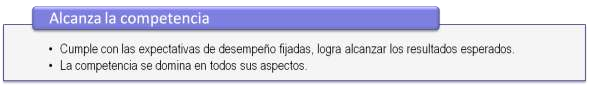 Alcanza la competencia
• Cumple con las expectativas de desempeño fijadas, logra alcanzar los resultados esperados.
• La competencia se domina en todos sus aspectos.